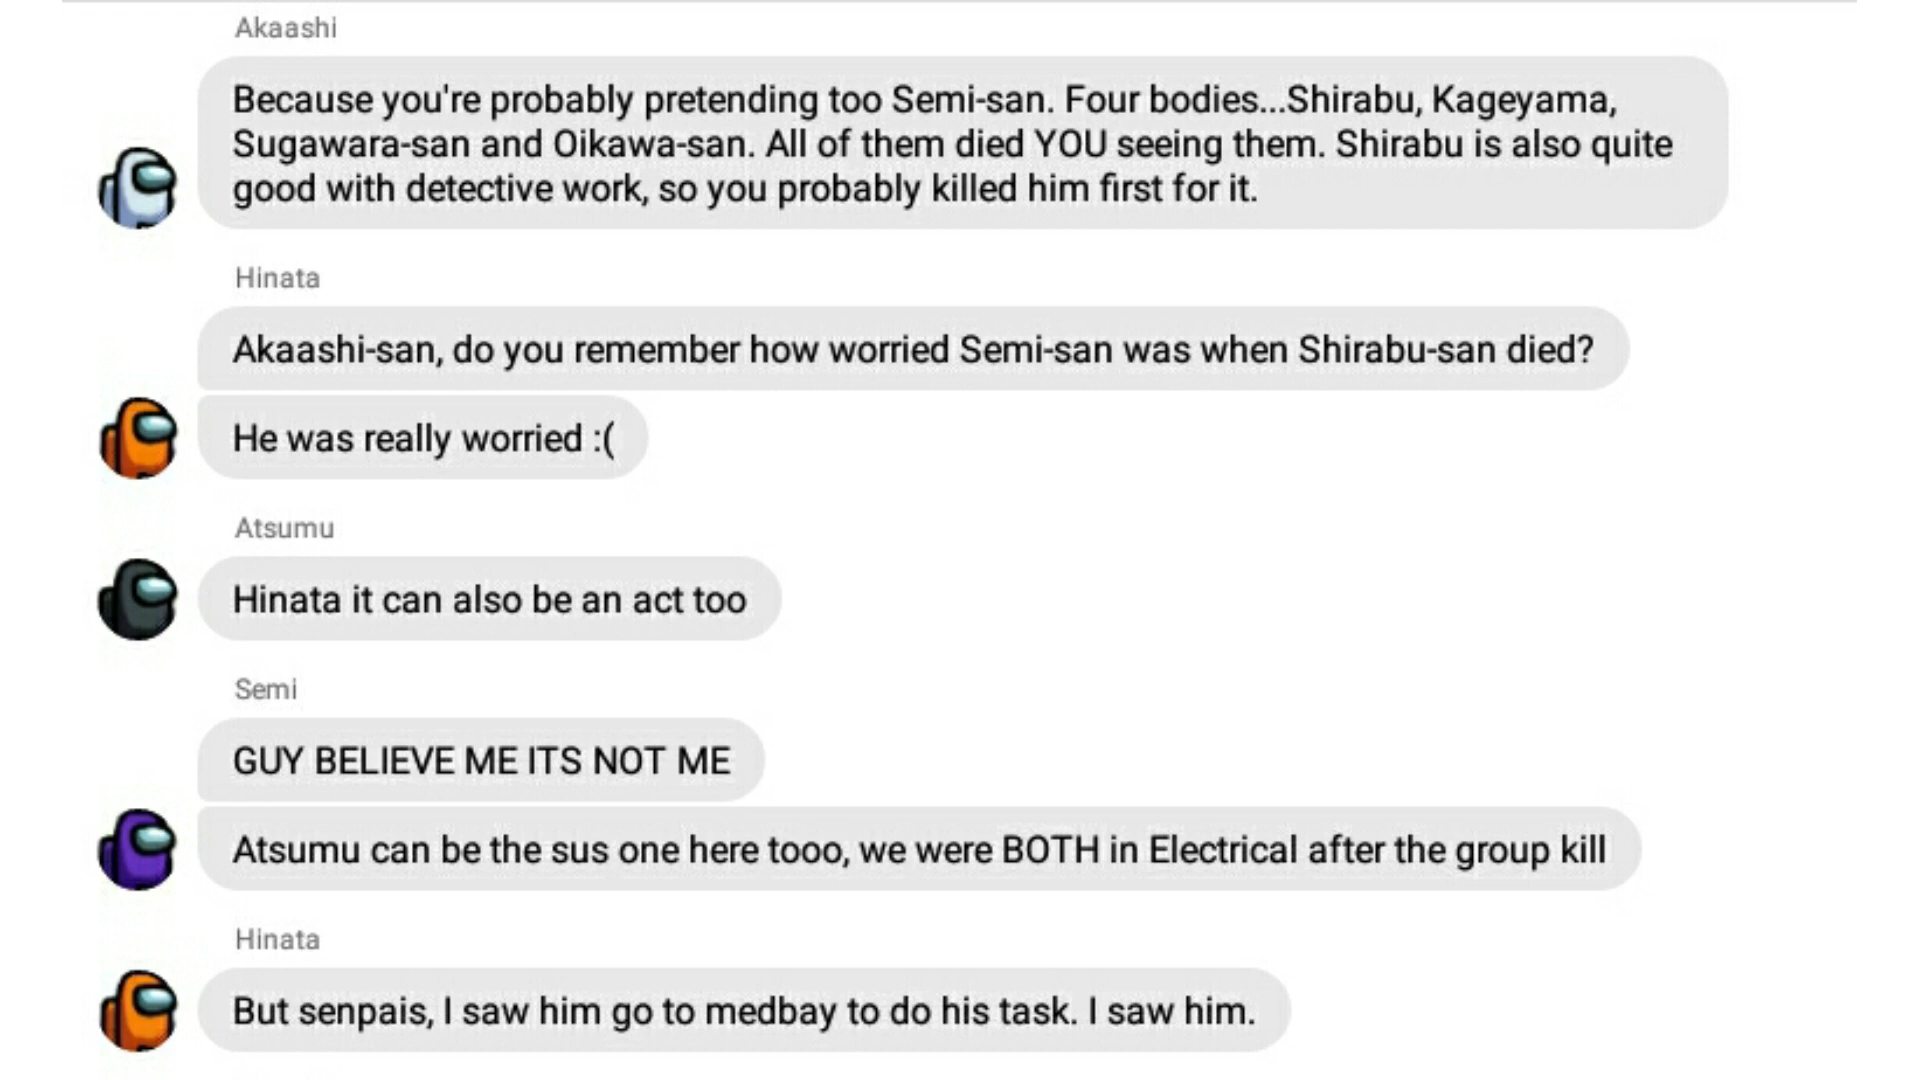 Akaashi
Because you're probably pretending too Semi-san. Four bodies...Shirabu, Kageyama,
Sugawara-san and Oikawa-san. All of them died YOU seeing them. Shirabu is also quite
good with detective work, so you probably killed him first for it.
Hinata
Akaashi-san, do you remember how worried Semi-san was when Shirabu-san died?
He was really worried :(
Atsumu
Hinata it can also be an act too
Semi
GUY BELIEVE ME ITS NOT ME
Atsumu can be the sus one here tooo, we were BOTH in Electrical after the group kill
Hinata
But senpais, I saw him go to medbay to do his task. I saw him.